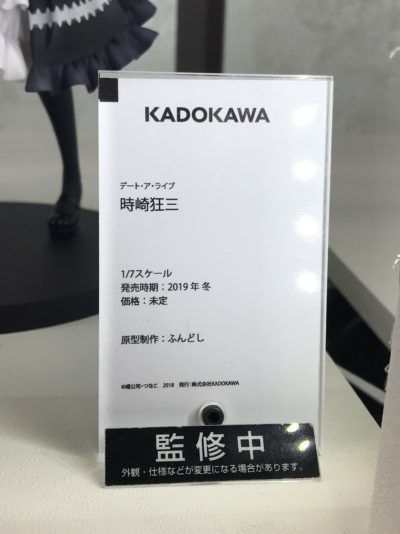 KADOKAWA
デート・ア・ライブ
時崎狂三
1/7スケール
発売時期：2019年 冬
価格：未定
原型制作：ふんどし
©橘公司・つなこ 2018 発行：株式会社KADOKAWA
監修中
外観・仕様などが変更になる場合があります。